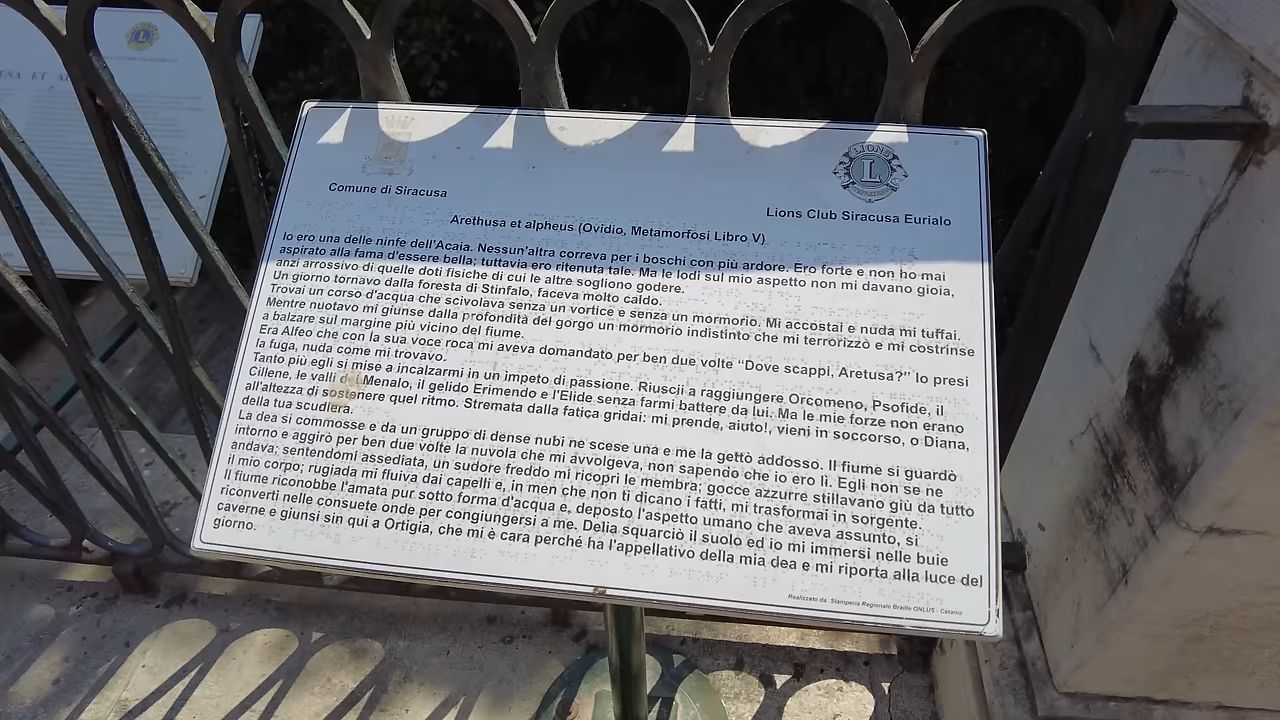 USA ET AL
Comune di Siracusa
LIONS
L
Lions Club Siracusa Eurialo
Arethusa et alpheus (Ovidio, Metamorfosi Libro V)
Io ero una delle ninfe dell'Acaia. Nessun'altra correva per i boschi con più ardore. Ero forte e non ho mai
aspirato alla fama d'essere bella; tuttavia ero ritenuta tale. Ma le lodi sul mio aspetto non mi davano gioia,
anzi arrossivo di quelle doti fisiche di cui le altre sogliono godere.
Un giorno tornavo dalla foresta di Stinfalo, faceva molto caldo.
Trovai un corso d'acqua che scivolava senza un vortice e senza un mormorio. Mi accostai e nuda mi tuffai.
Mentre nuotavo mi giunse dalla profondità del gorgo un mormorio indistinto che mi terrorizzò e mi costrinse
a balzare sul margine più vicino del fiume.
Era Alfeo che con la sua voce roca mi aveva domandato per ben due volte “Dove scappi, Aretusa?” Io presi
la fuga, nuda come mi trovavo.
Tanto più egli si mise a incalzarmi in un impeto di passione. Riuscii a raggiungere Orcomeno, Psofide, il
Cillene, le valli del Menalo, il gelido Erimendo e l'Elide senza farmi battere da lui. Ma le mie forze non erano
all'altezza di sostenere quel ritmo. Stremata dalla fatica gridai: mi prende, aiuto!, vieni in soccorso, o Diana,
della tua scudiera.
La dea si commosse e da un gruppo di dense nubi ne scese una e me la gettò addosso. Il fiume si guardò
intorno e aggirò per ben due volte la nuvola che mi avvolgeva, non sapendo che io ero lì. Egli non se ne
andava; sentendomi assediata, un sudore freddo mi ricoprì le membra; gocce azzurre stillavano giù da tutto
il mio corpo; rugiada mi fluiva dai capelli e, in men che non ti dicano i fatti, mi trasformai in sorgente.
Il fiume riconobbe l'amata pur sotto forma d'acqua e, deposto l'aspetto umano che aveva assunto, si
riconverti nelle consuete onde per congiungersi a me. Delia squarciò il suolo ed io mi immersi nelle buie
caverne e giunsi sin qui a Ortigia, che mi è cara perché ha l'appellativo della mia dea e mi riporta alla luce del
giorno.
Realizzato da: Stamperia Regionale Braille ONLUS - Catania